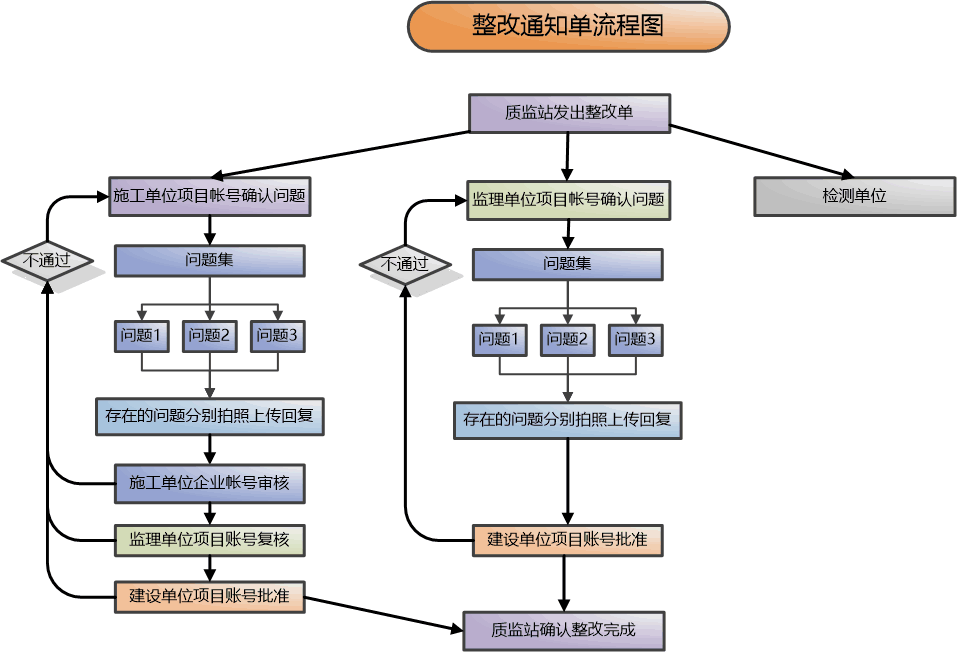 整改通知单流程图
质监站发出整改单
施工单位项目帐号确认问题
监理单位项目帐号确认问题
检测单位
不通过
问题集
不通过
问题集
问题1
问题2
问题3
问题1
问题2
问题3
存在的问题分别拍照上传回复
存在的问题分别拍照上传回复
施工单位企业帐号审核
监理单位项目账号复核
建设单位项目账号批准
建设单位项目账号批准
质监站确认整改完成